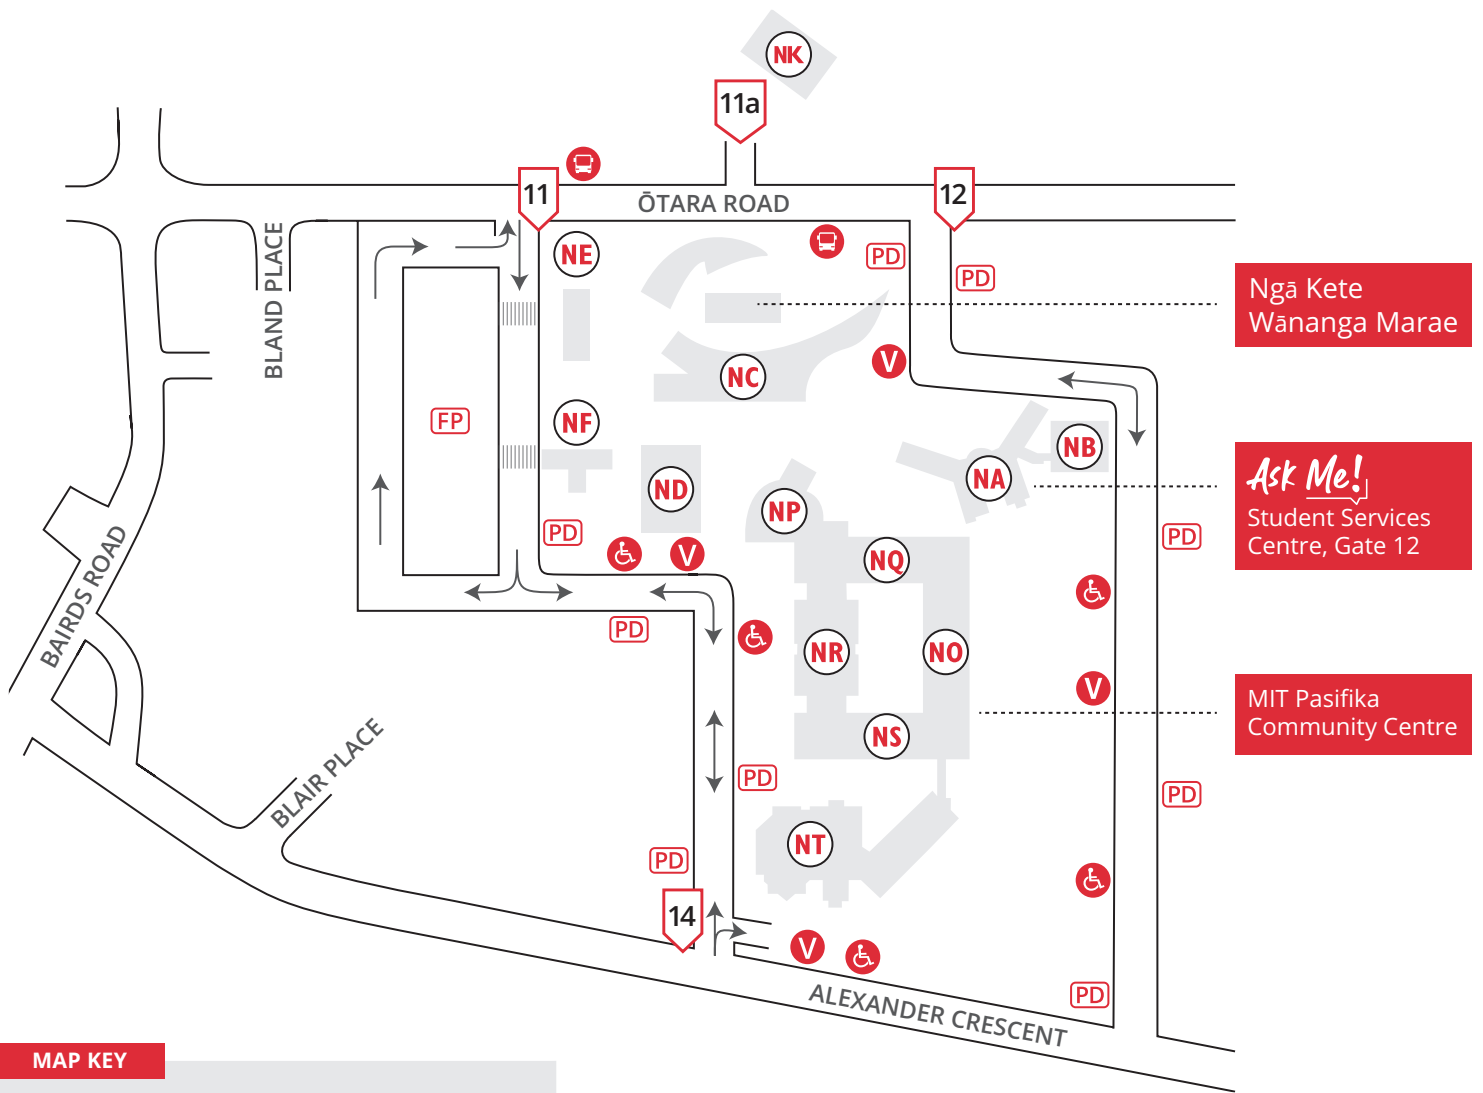 NK
11a
11
ŌTARA ROAD
12
NE
PD
PD
BLAND PLACE
Ngā Kete
Wānanga Marae
V
NC
FP
NF
NB
Ask Me!
Student Services
Centre, Gate 12
NA
ND
NP
PD
PD
V
NQ
BAIRDS ROAD
PD
NR
NO
V
MIT Pasifika
Community Centre
NS
BLAIR PLACE
PD
PD
NT
PD
14
V
PD
ALEXANDER CRESCENT
MAP KEY